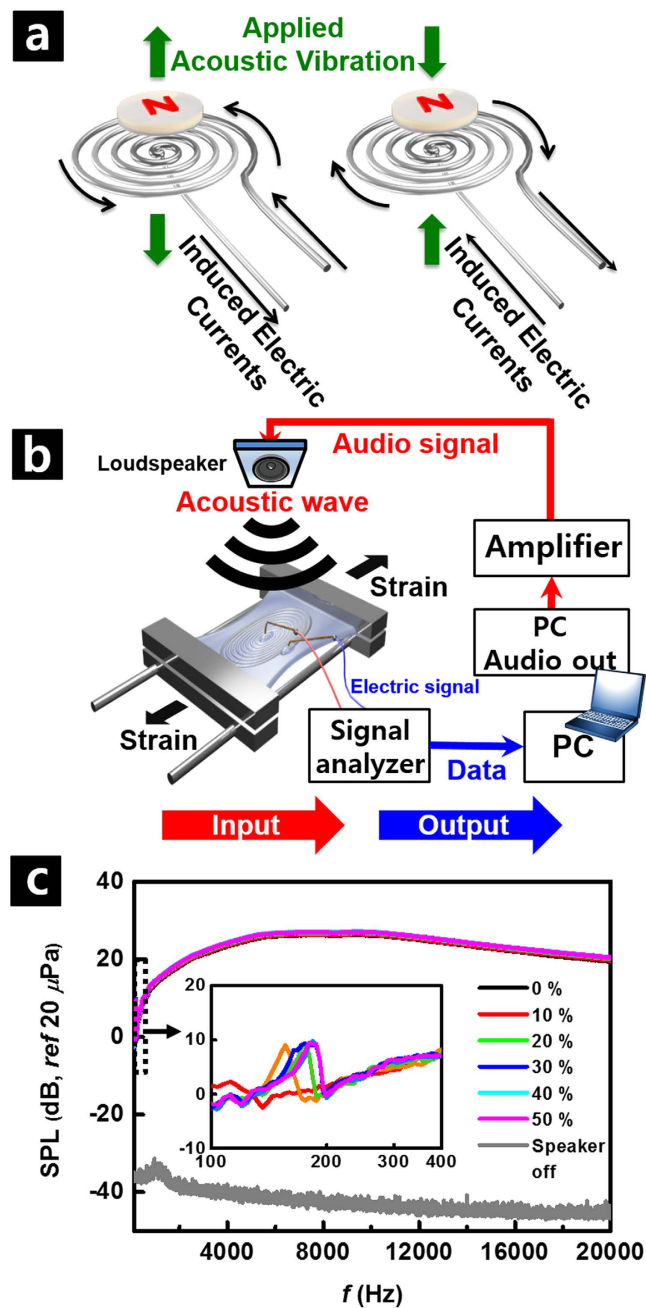 a
Applied
Acoustic Vibration
N
N
Induced Electric
Currents
Induced Electric
Currents
b
Loudspeaker
Audio signal
Acoustic wave
Amplifier
Strain
PC
Audio out
Electric signal
Strain
Signal
analyzer
Data
PC
Input
Output
c
SPL (dB, ref 20 μPa)
40
20
0
-20
-40
20
10
0
-10
100
200
300
400
0 %
10 %
20 %
30 %
40 %
50 %
Speaker
off
4000
8000
12000
16000
20000
f (Hz)